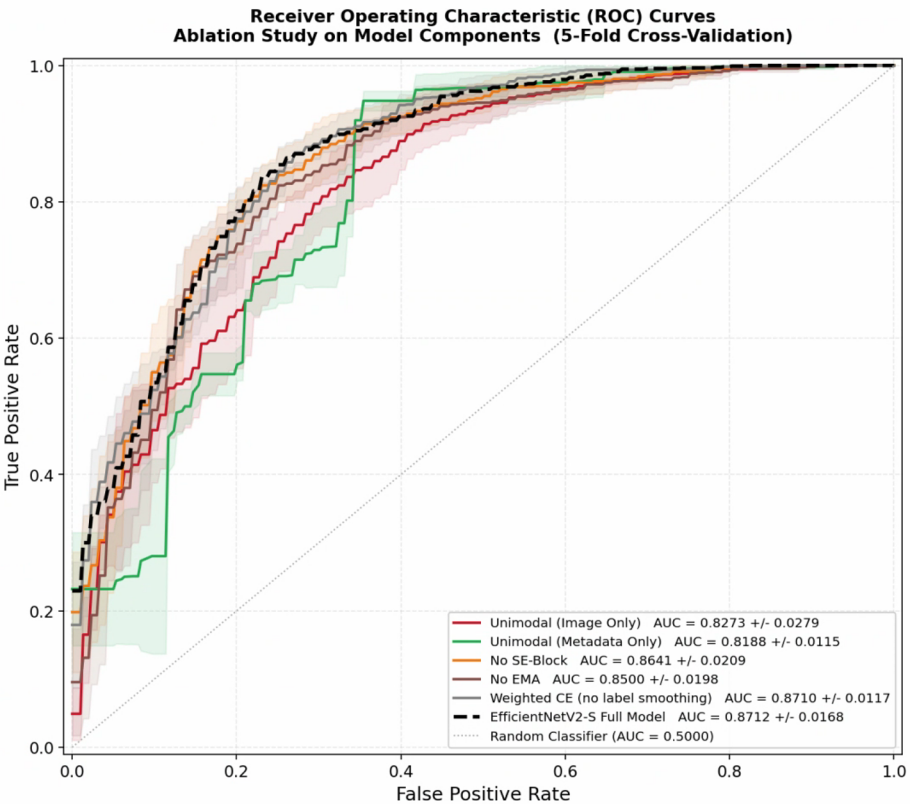 Receiver Operating Characteristic (ROC) Curves
Ablation Study on Model Components (5-Fold Cross-Validation)
True Positive Rate
1.0
0.8
0.6
0.4
0.2
0.0
Unimodal (Image Only) AUC = 0.8273 +/- 0.0279
Unimodal (Metadata Only) AUC = 0.8188 +/- 0.0115
No SE-Block AUC = 0.8641 +/- 0.0209
No EMA AUC = 0.8500 +/- 0.0198
Weighted CE (no label smoothing) AUC = 0.8710 +/- 0.0117
EfficientNetV2-S Full Model AUC = 0.8712 +/- 0.0168
Random Classifier (AUC = 0.5000)
0.0 0.2 0.4 0.6 0.8 1.0
False Positive Rate